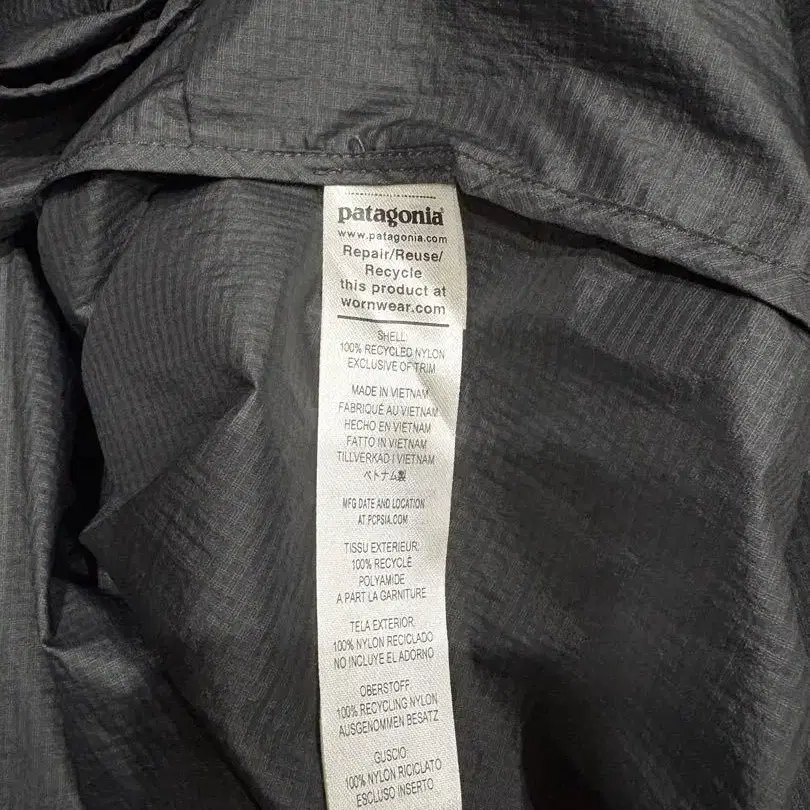 patagonia®
www.patagonia.com
Repair/Reuse/
Recycle
this product at
wornwear.com
SHELL:
100% RECYCLED NYLON
EXCLUSIVE OF TRIM
MADE IN VIETNAM
FABRIQUÉ AU VIETNAM
HECHO EN VIETNAM
FATTO IN VIETNAM
TILLVERKAD I VIETNAM
ベトナム製
MFG DATE AND LOCATION
AT PCPSIA.COM
TISSU EXTERIEUR:
100% RECYCLÉ
POLYAMIDE
A PART LA GARNITURE
TELA EXTERIOR:
100% NYLON RECICLADO
NO INCLUYE EL ADORNO
OBERSTOFF:
100% RECYCLING NYLON
AUSGENOMMEN BESATZ
GUSCIO:
100% NYLON RICICLATO
ESCLUSO INSERTO